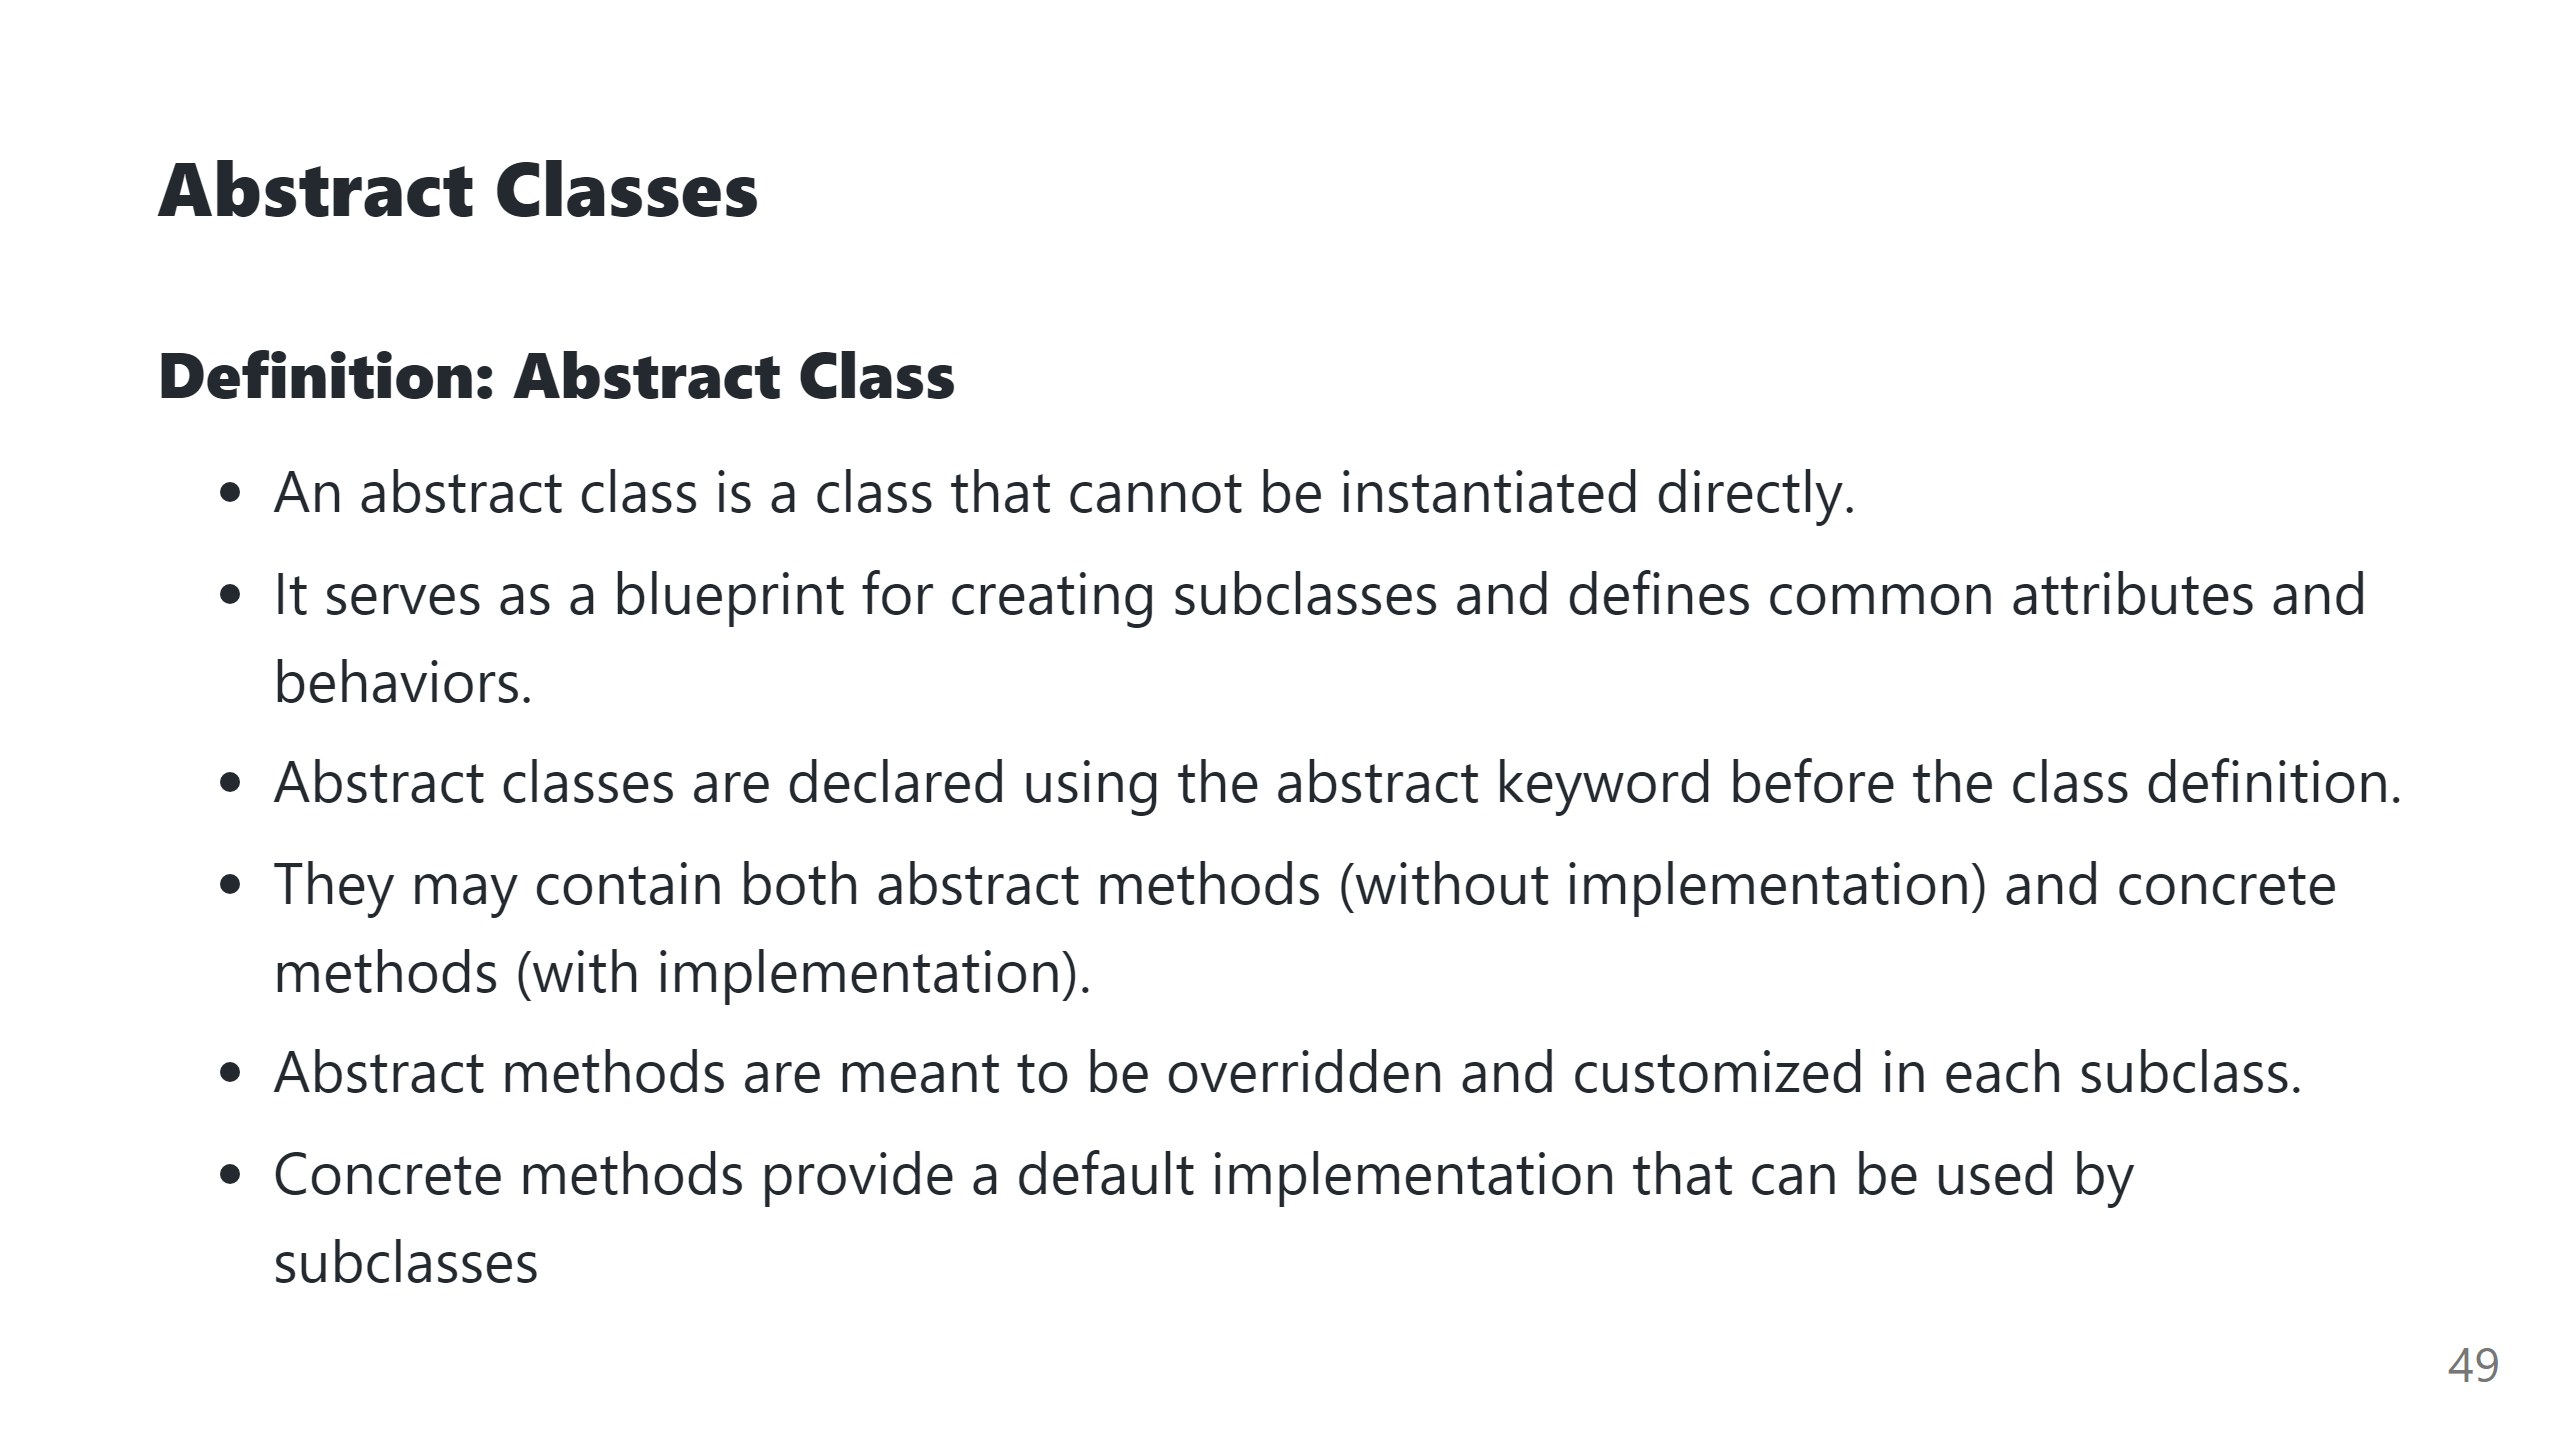 Abstract Classes
Definition: Abstract Class
• An abstract class is a class that cannot be instantiated directly.
• It serves as a blueprint for creating subclasses and defines common attributes and
behaviors.
• Abstract classes are declared using the abstract keyword before the class definition.
• They may contain both abstract methods (without implementation) and concrete
methods (with implementation).
• Abstract methods are meant to be overridden and customized in each subclass.
• Concrete methods provide a default implementation that can be used by
subclasses
49